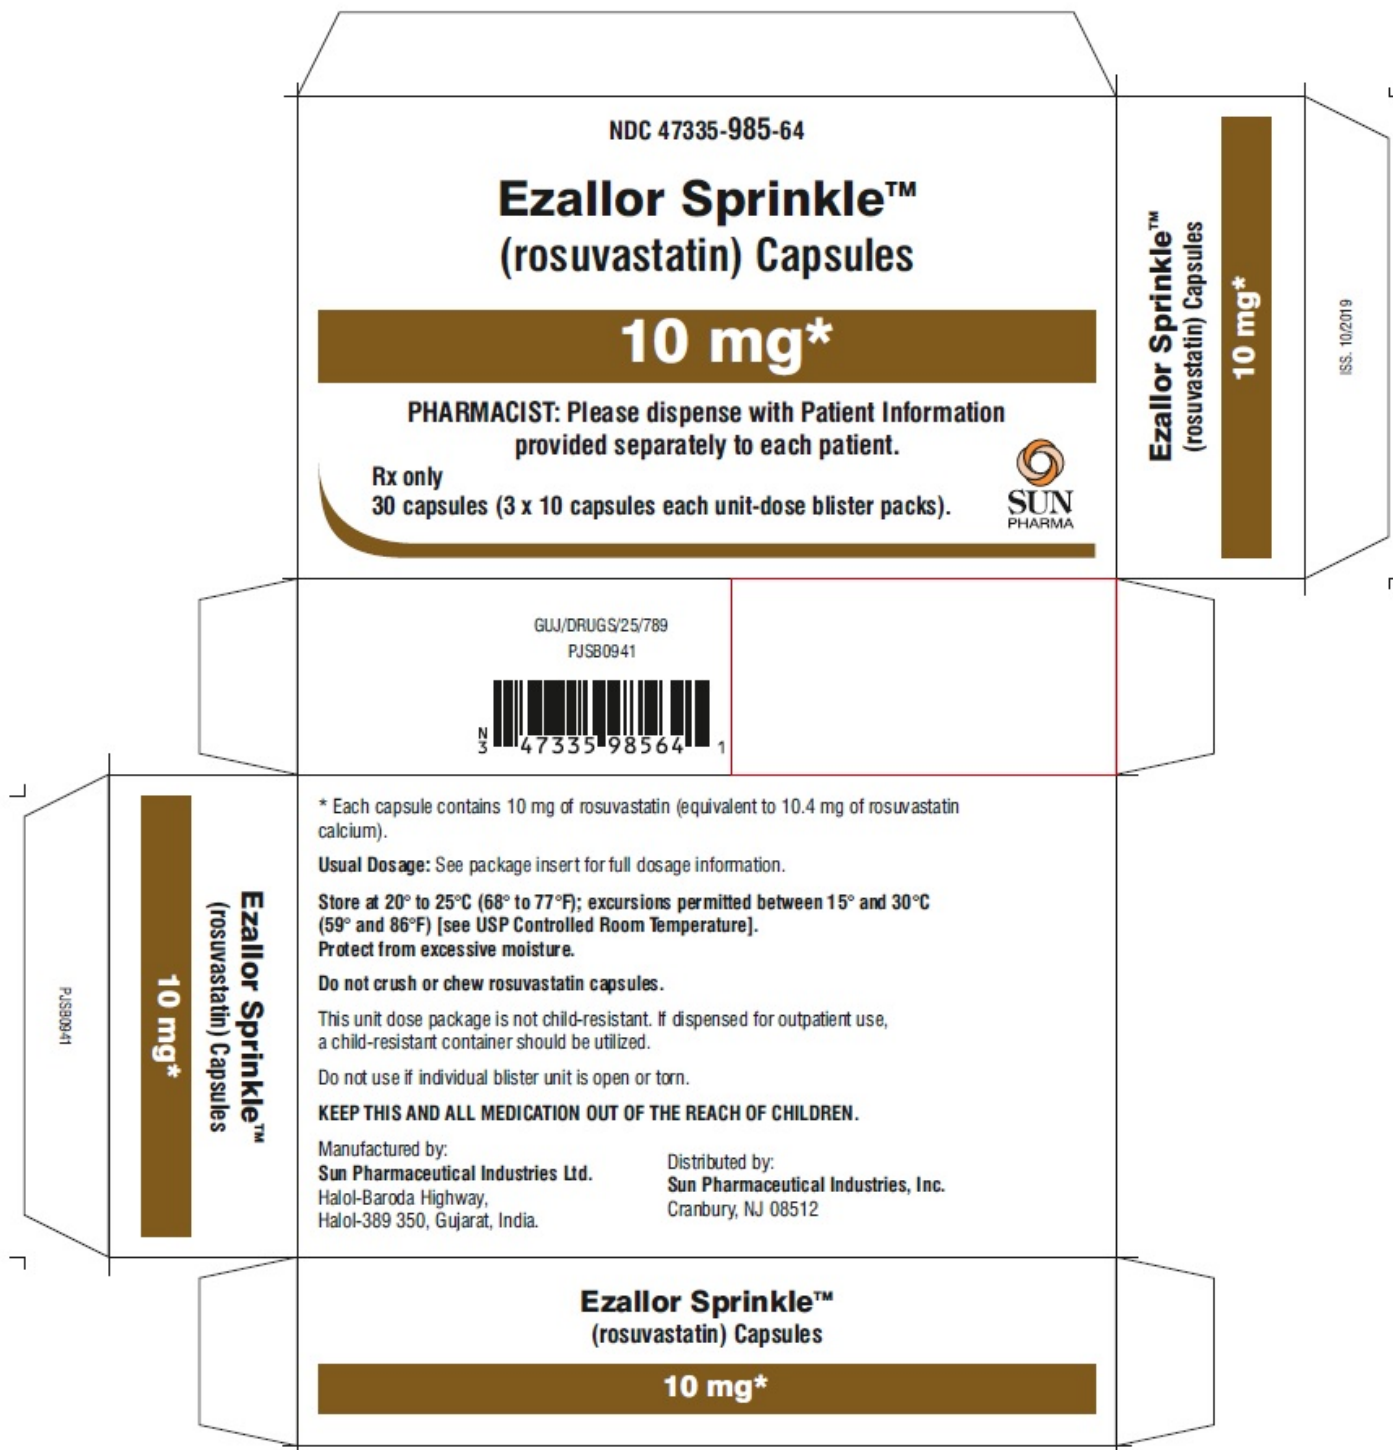 NDC 47335-985-64
Ezallor Sprinkle™
(rosuvastatin) Capsules
10 mg*
PHARMACIST: Please dispense with Patient Information
provided separately to each patient.
Rx only
30 capsules (3 x 10 capsules each unit-dose blister packs).
SUN
PHARMA
Ezallor Sprinkle™
(rosuvastatin) Capsules
10 mg*
ISS. 10/2019
GUJ/DRUGS/25/789
PJSB0941
N
3
47335 98564 1
* Each capsule contains 10 mg of rosuvastatin (equivalent to 10.4 mg of rosuvastatin
calcium).
Usual Dosage: See package insert for full dosage information.
Store at 20° to 25°C (68° to 77°F); excursions permitted between 15° and 30°C
(59° and 86°F) [see USP Controlled Room Temperature].
Protect from excessive moisture.
Do not crush or chew rosuvastatin capsules.
This unit dose package is not child-resistant. If dispensed for outpatient use,
a child-resistant container should be utilized.
Do not use if individual blister unit is open or torn.
KEEP THIS AND ALL MEDICATION OUT OF THE REACH OF CHILDREN.
Manufactured by:
Sun Pharmaceutical Industries Ltd.
Halol-Baroda Highway,
Halol-389 350, Gujarat, India.
Distributed by:
Sun Pharmaceutical Industries, Inc.
Cranbury, NJ 08512
Ezallor Sprinkle™
(rosuvastatin) Capsules
10 mg*
PJSB0941
Ezallor Sprinkle™
(rosuvastatin) Capsules
10 mg*